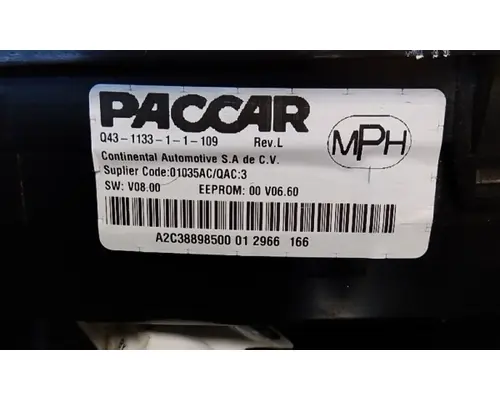 PACCAR
Q43-1133-1-1-109 Rev.L
MPH
Continental Automotive S.A de C.V.
Suplier Code:01035AC/QAC:3
SW: V08.00 EEPROM: 00 V06.60
A2C38898500 01 2966 166